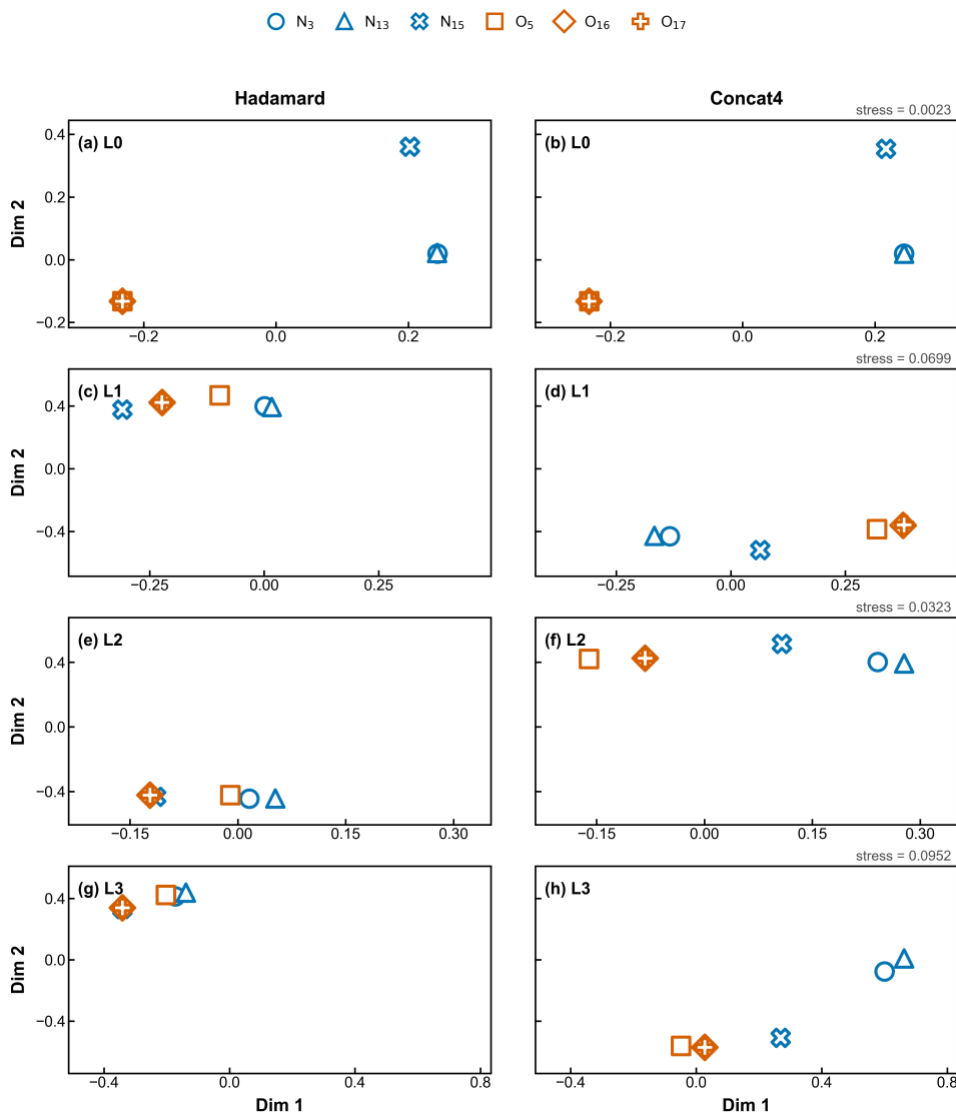 N₃ N₁₃ N₁₅ O₅ O₁₆ O₁₇
Hadamard Concat4
stress = 0.0023
(a) L0 (b) L0
Dim 2
0.4
0.2
0.0
−0.2
−0.2 0.0 0.2 −0.2 0.0 0.2
stress = 0.0699
(c) L1 (d) L1
Dim 2
0.4
0.0
−0.4
−0.25 0.00 0.25 −0.25 0.00 0.25
stress = 0.0323
(e) L2 (f) L2
Dim 2
0.4
0.0
−0.4
−0.15 0.00 0.15 0.30 −0.15 0.00 0.15 0.30
stress = 0.0952
(g) L3 (h) L3
Dim 2
0.4
0.0
−0.4
−0.4 0.0 0.4 0.8 −0.4 0.0 0.4 0.8
Dim 1 Dim 1